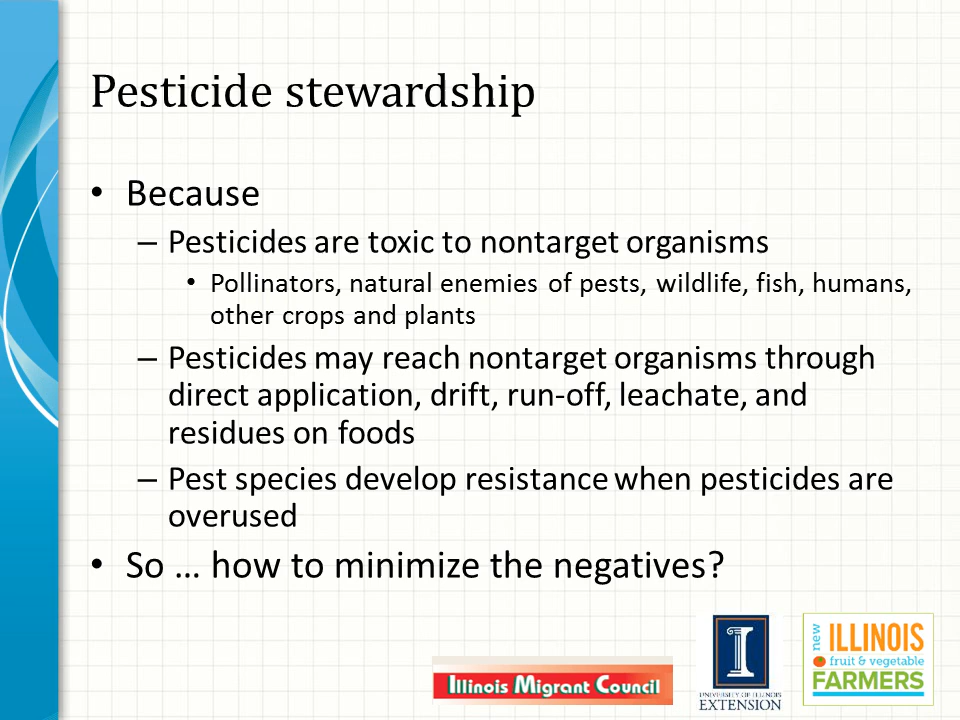 Pesticide stewardship
• Because
– Pesticides are toxic to nontarget organisms
• Pollinators, natural enemies of pests, wildlife, fish, humans,
other crops and plants
– Pesticides may reach nontarget organisms through
direct application, drift, run-off, leachate, and
residues on foods
– Pest species develop resistance when pesticides are
overused
• So … how to minimize the negatives?
Illinois Migrant Council
I
UNIVERSITY OF ILLINOIS
EXTENSION
new
ILLINOIS
fruit & vegetable
FARMERS